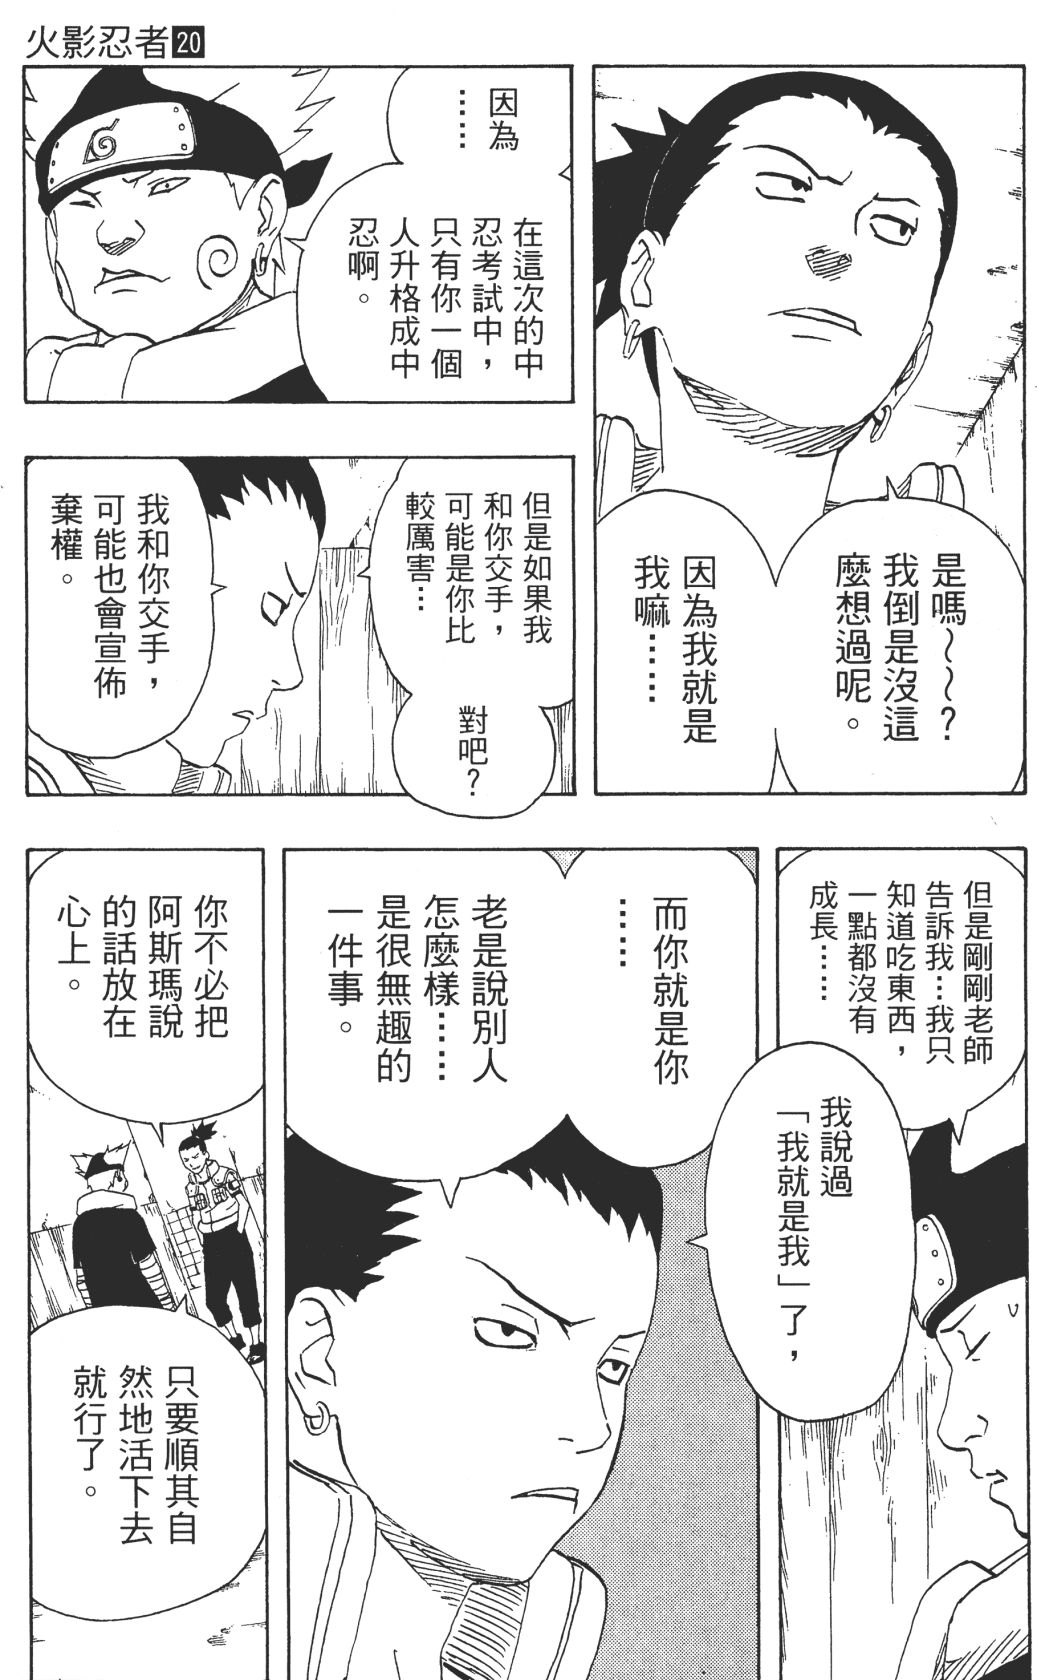 火影忍者20
是嗎～～？
我倒是沒這
麼想過呢。
因為我就是
我嘛……
因為
……
在這次的中
忍考試中，
只有你一個
人升格成中
忍啊。
但是如果我
和你交手，
可能是你比
較厲害…
對吧？
我和你交手，
可能也會宣佈
棄權。
但是剛剛老師
告訴我…我只
知道吃東西，
一點都沒有
成長……
我說過
「我就是我」了，
而你就是你
……
老是說別人
怎麼樣……
是很無趣的
一件事。
你不必把
阿斯瑪說
的話放在
心上。
只要順其自
然地活下去
就行了。